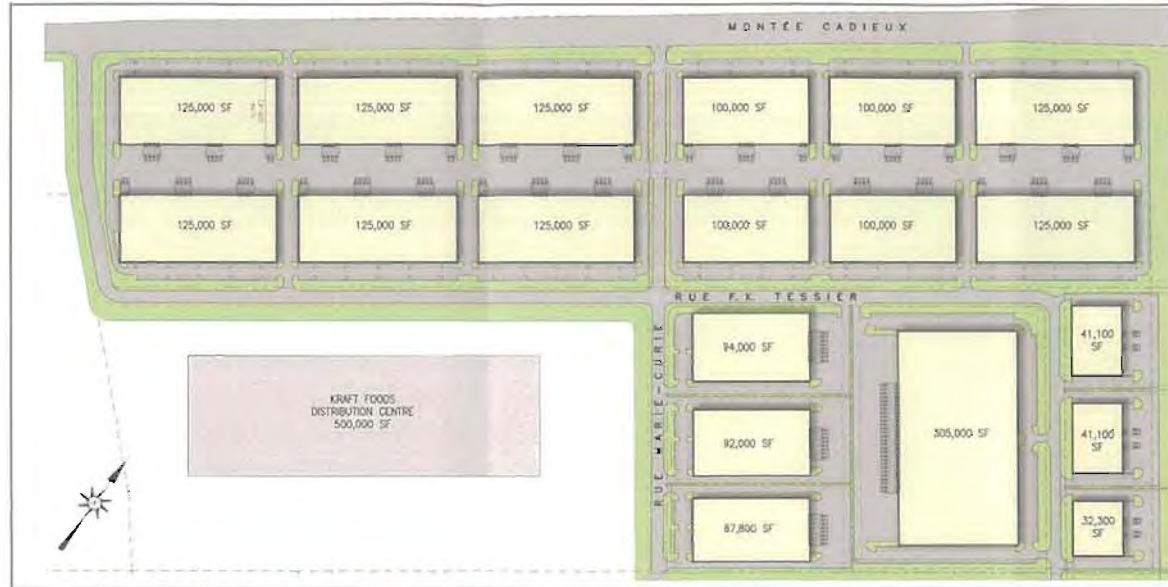 MONTÉE CADIEUX
125,000 SF
125,000 SF
125,000 SF
100,000 SF
100,000 SF
125,000 SF
125,000 SF
125,000 SF
125,000 SF
100,000 SF
100,000 SF
125,000 SF
RUE F.X. TESSIER
RUE MARIE-CURIE
94,000 SF
41,100
SF
KRAFT FOODS
DISTRIBUTION CENTRE
500,000 SF
92,000 SF
305,000 SF
41,100
SF
87,800 SF
32,300
SF